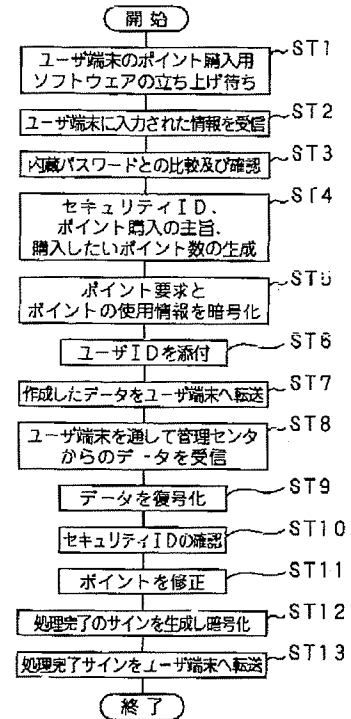 開始
ユーザ端末のポイント購入用
ソフトウェアの立ち上げ待ち
ST1
ユーザ端末に入力された情報を受信
ST2
内蔵パスワードとの比較及び確認
ST3
セキュリティID、
ポイント購入の主旨、
購入したいポイント数の生成
ST4
ポイント要求と
ポイントの使用情報を暗号化
ST5
ユーザIDを添付
ST6
作成したデータをユーザ端末へ転送
ST7
ユーザ端末を通して管理センタ
からのデータを受信
ST8
データを復号化
ST9
セキュリティIDの確認
ST10
ポイントを修正
ST11
処理完了のサインを生成し暗号化
ST12
処理完了サインをユーザ端末へ転送
ST13
終了